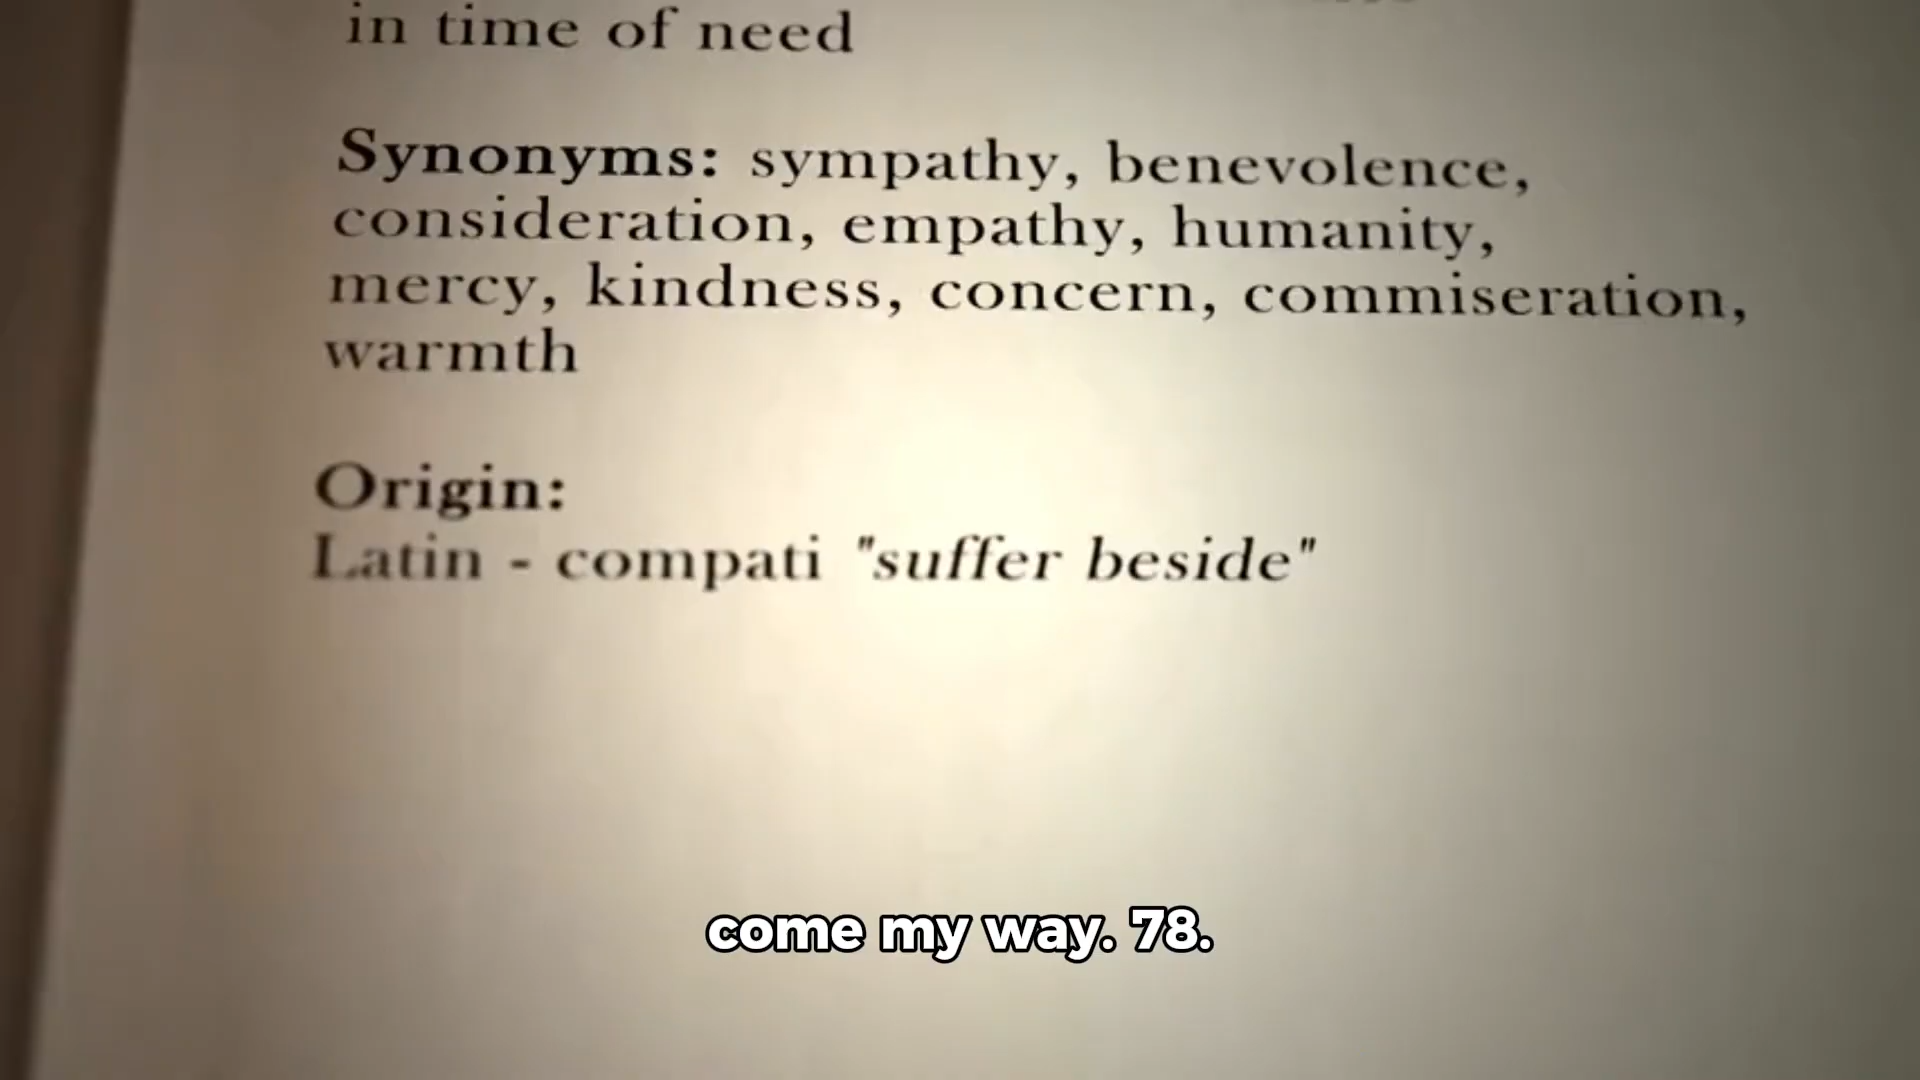 in time of need
Synonyms: sympathy, benevolence,
consideration, empathy, humanity,
mercy, kindness, concern, commiseration,
warmth
Origin:
Latin - compati "suffer beside"
come my way. 78.